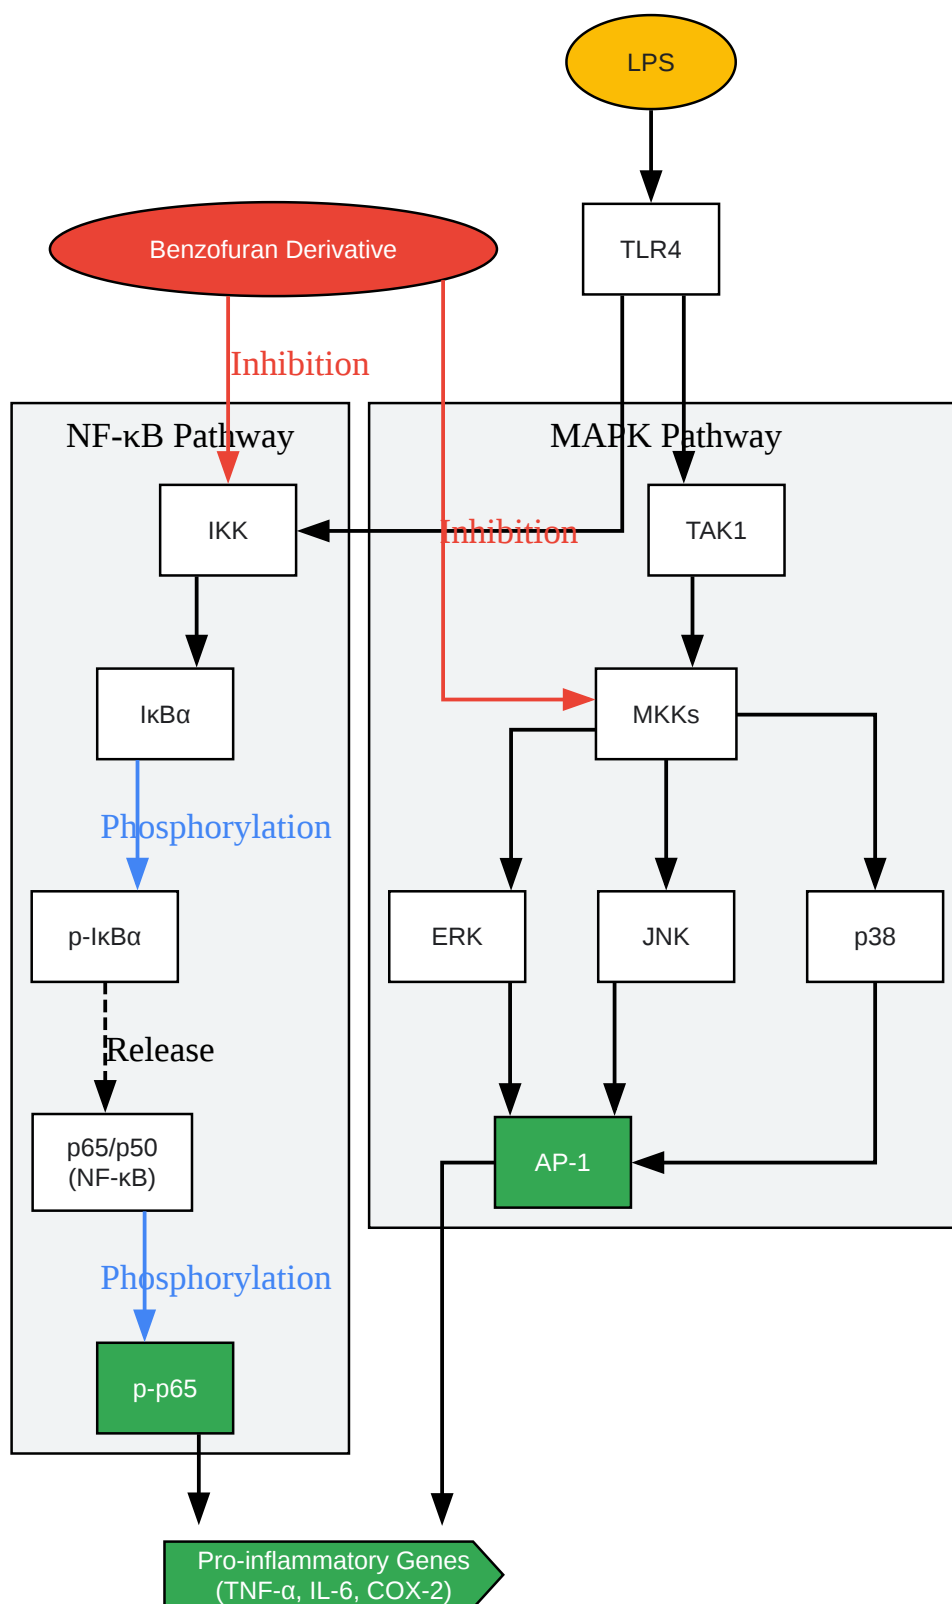 LPS
Benzofuran Derivative
TLR4
Inhibition
NF-κB Pathway
MAPK Pathway
IKK
Inhibition
TAK1
IκBα
MKKs
Phosphorylation
p-IκBα
ERK
JNK
p38
Release
p65/p50
(NF-κB)
AP-1
Phosphorylation
p-p65
Pro-inflammatory Genes
(TNF-α, IL-6, COX-2)